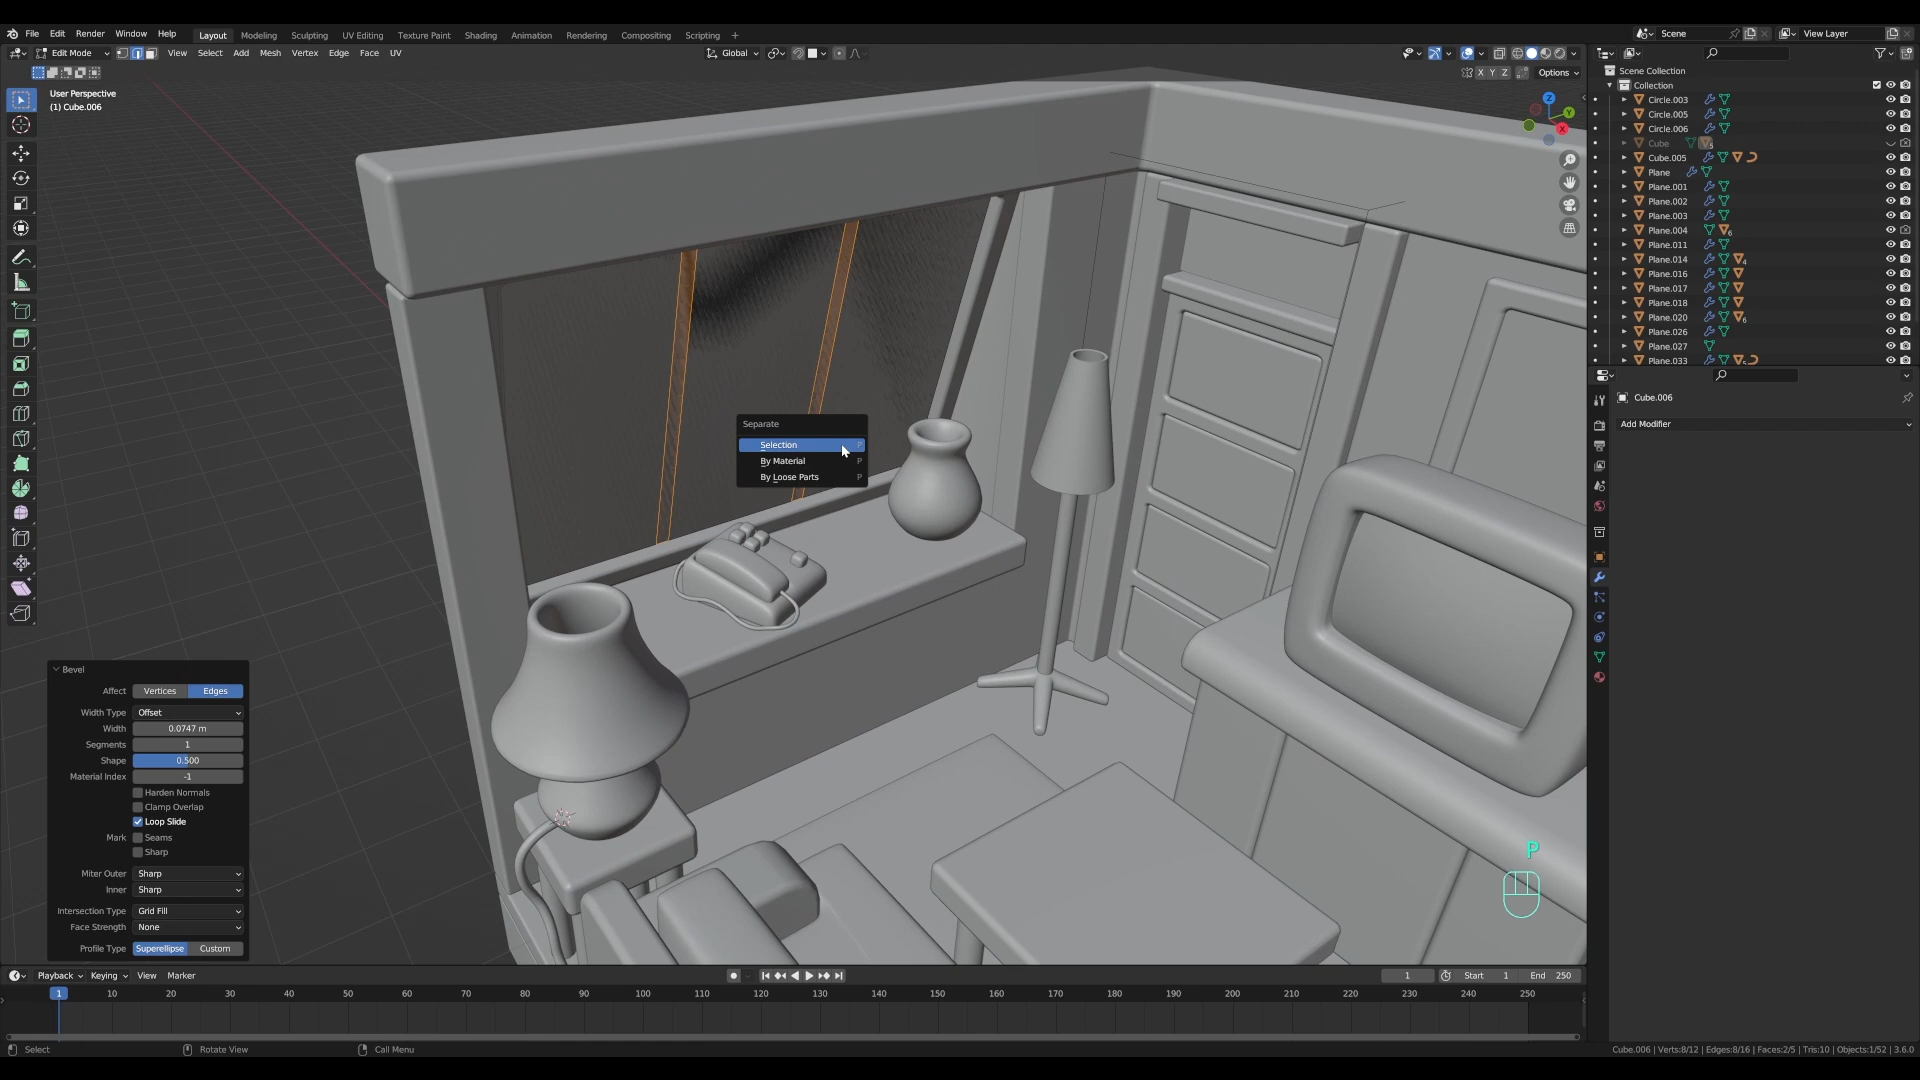 File Edit Render Window Help Layout Modeling Sculpting UV Editing Texture Paint Shading Animation Rendering Compositing Scripting + Scene View Layer
Edit Mode View Select Add Mesh Vertex Edge Face UV Global
X Y Z Options
User Perspective
(1) Cube.006
Z
Y
X
Scene Collection
Collection
Circle.003
Circle.005
Circle.006
Cube 5
Cube.005
Plane
Plane.001
Plane.002
Plane.003
Plane.004 6
Plane.011
Plane.014 4
Plane.016
Plane.017
Plane.018
Plane.020 6
Plane.026
Plane.027
Plane.033
Cube.006
Add Modifier
Separate
Selection P
By Material P
By Loose Parts P
Bevel
Affect Vertices Edges
Width Type Offset
Width 0.0747 m
Segments 1
Shape 0.500
Material Index -1
Harden Normals
Clamp Overlap
Loop Slide
Mark Seams
Sharp
Miter Outer Sharp
Inner Sharp
Intersection Type Grid Fill
Face Strength None
Profile Type Superellipse Custom
P
Playback Keying View Marker 1 Start 1 End 250
1 10 20 30 40 50 60 70 80 90 100 110 120 130 140 150 160 170 180 190 200 210 220 230 240 250
Select Rotate View Call Menu Cube.006 | Verts:8/12 | Edges:8/16 | Faces:2/5 | Tris:10 | Objects:1/52 | 3.6.0